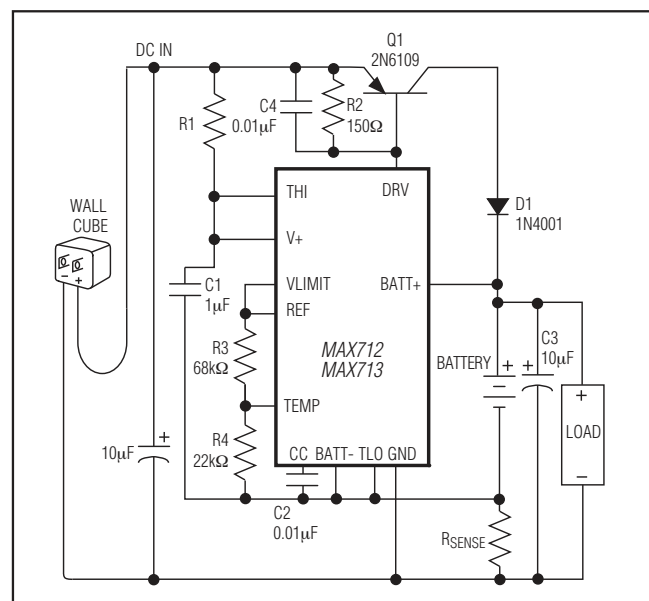 Q1
2N6109
DC IN
C4
0.01μF
R2
150Ω
R1
THI
DRV
D1
1N4001
WALL
CUBE
V+
VLIMIT
BATT+
C1
1μF
REF
C3
10μF
R3
68kΩ
MAX712
MAX713
BATTERY
+
+
-
+
LOAD
-
- +
TEMP
R4
22kΩ
10μF
+
CC BATT- TLO GND
C2
0.01μF
RSENSE